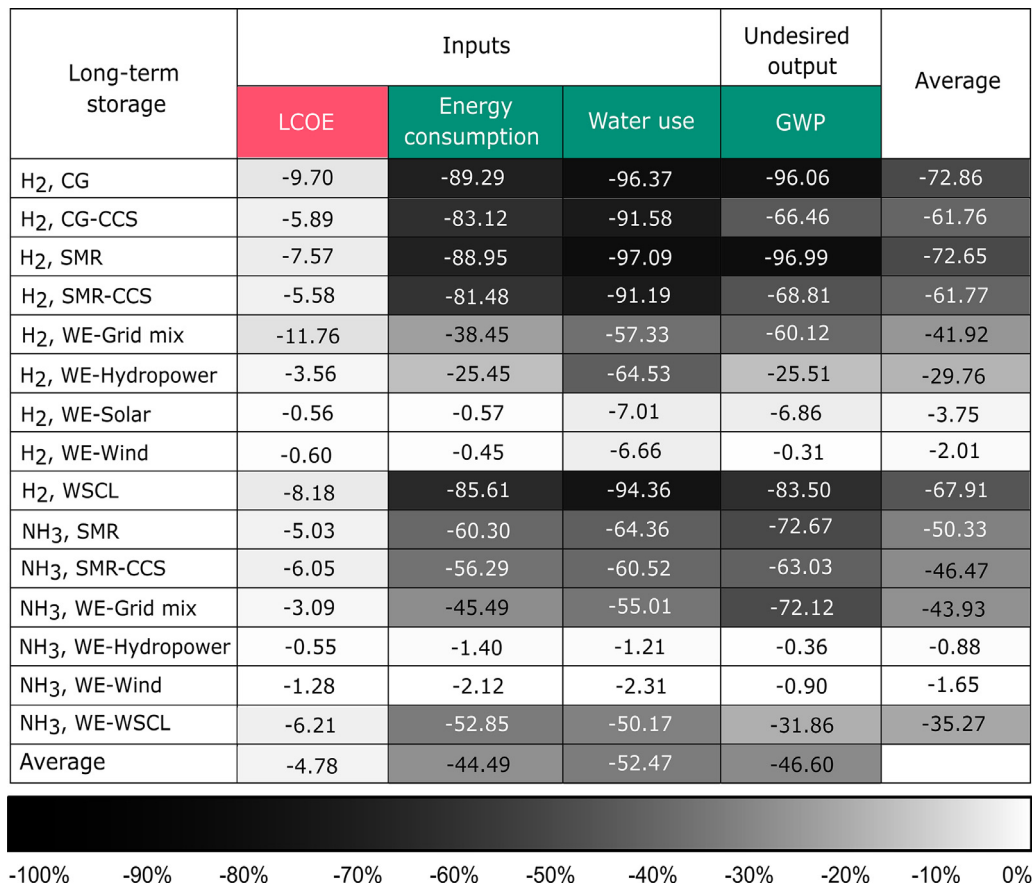 Long-term storage | Inputs | Undesired output | Average
LCOE | Energy consumption | Water use | GWP
H2, CG | -9.70 | -89.29 | -96.37 | -96.06 | -72.86
H2, CG-CCS | -5.89 | -83.12 | -91.58 | -66.46 | -61.76
H2, SMR | -7.57 | -88.95 | -97.09 | -96.99 | -72.65
H2, SMR-CCS | -5.58 | -81.48 | -91.19 | -68.81 | -61.77
H2, WE-Grid mix | -11.76 | -38.45 | -57.33 | -60.12 | -41.92
H2, WE-Hydropower | -3.56 | -25.45 | -64.53 | -25.51 | -29.76
H2, WE-Solar | -0.56 | -0.57 | -7.01 | -6.86 | -3.75
H2, WE-Wind | -0.60 | -0.45 | -6.66 | -0.31 | -2.01
H2, WSCL | -8.18 | -85.61 | -94.36 | -83.50 | -67.91
NH3, SMR | -5.03 | -60.30 | -64.36 | -72.67 | -50.33
NH3, SMR-CCS | -6.05 | -56.29 | -60.52 | -63.03 | -46.47
NH3, WE-Grid mix | -3.09 | -45.49 | -55.01 | -72.12 | -43.93
NH3, WE-Hydropower | -0.55 | -1.40 | -1.21 | -0.36 | -0.88
NH3, WE-Wind | -1.28 | -2.12 | -2.31 | -0.90 | -1.65
NH3, WE-WSCL | -6.21 | -52.85 | -50.17 | -31.86 | -35.27
Average | -4.78 | -44.49 | -52.47 | -46.60
-100% -90% -80% -70% -60% -50% -40% -30% -20% -10% 0%